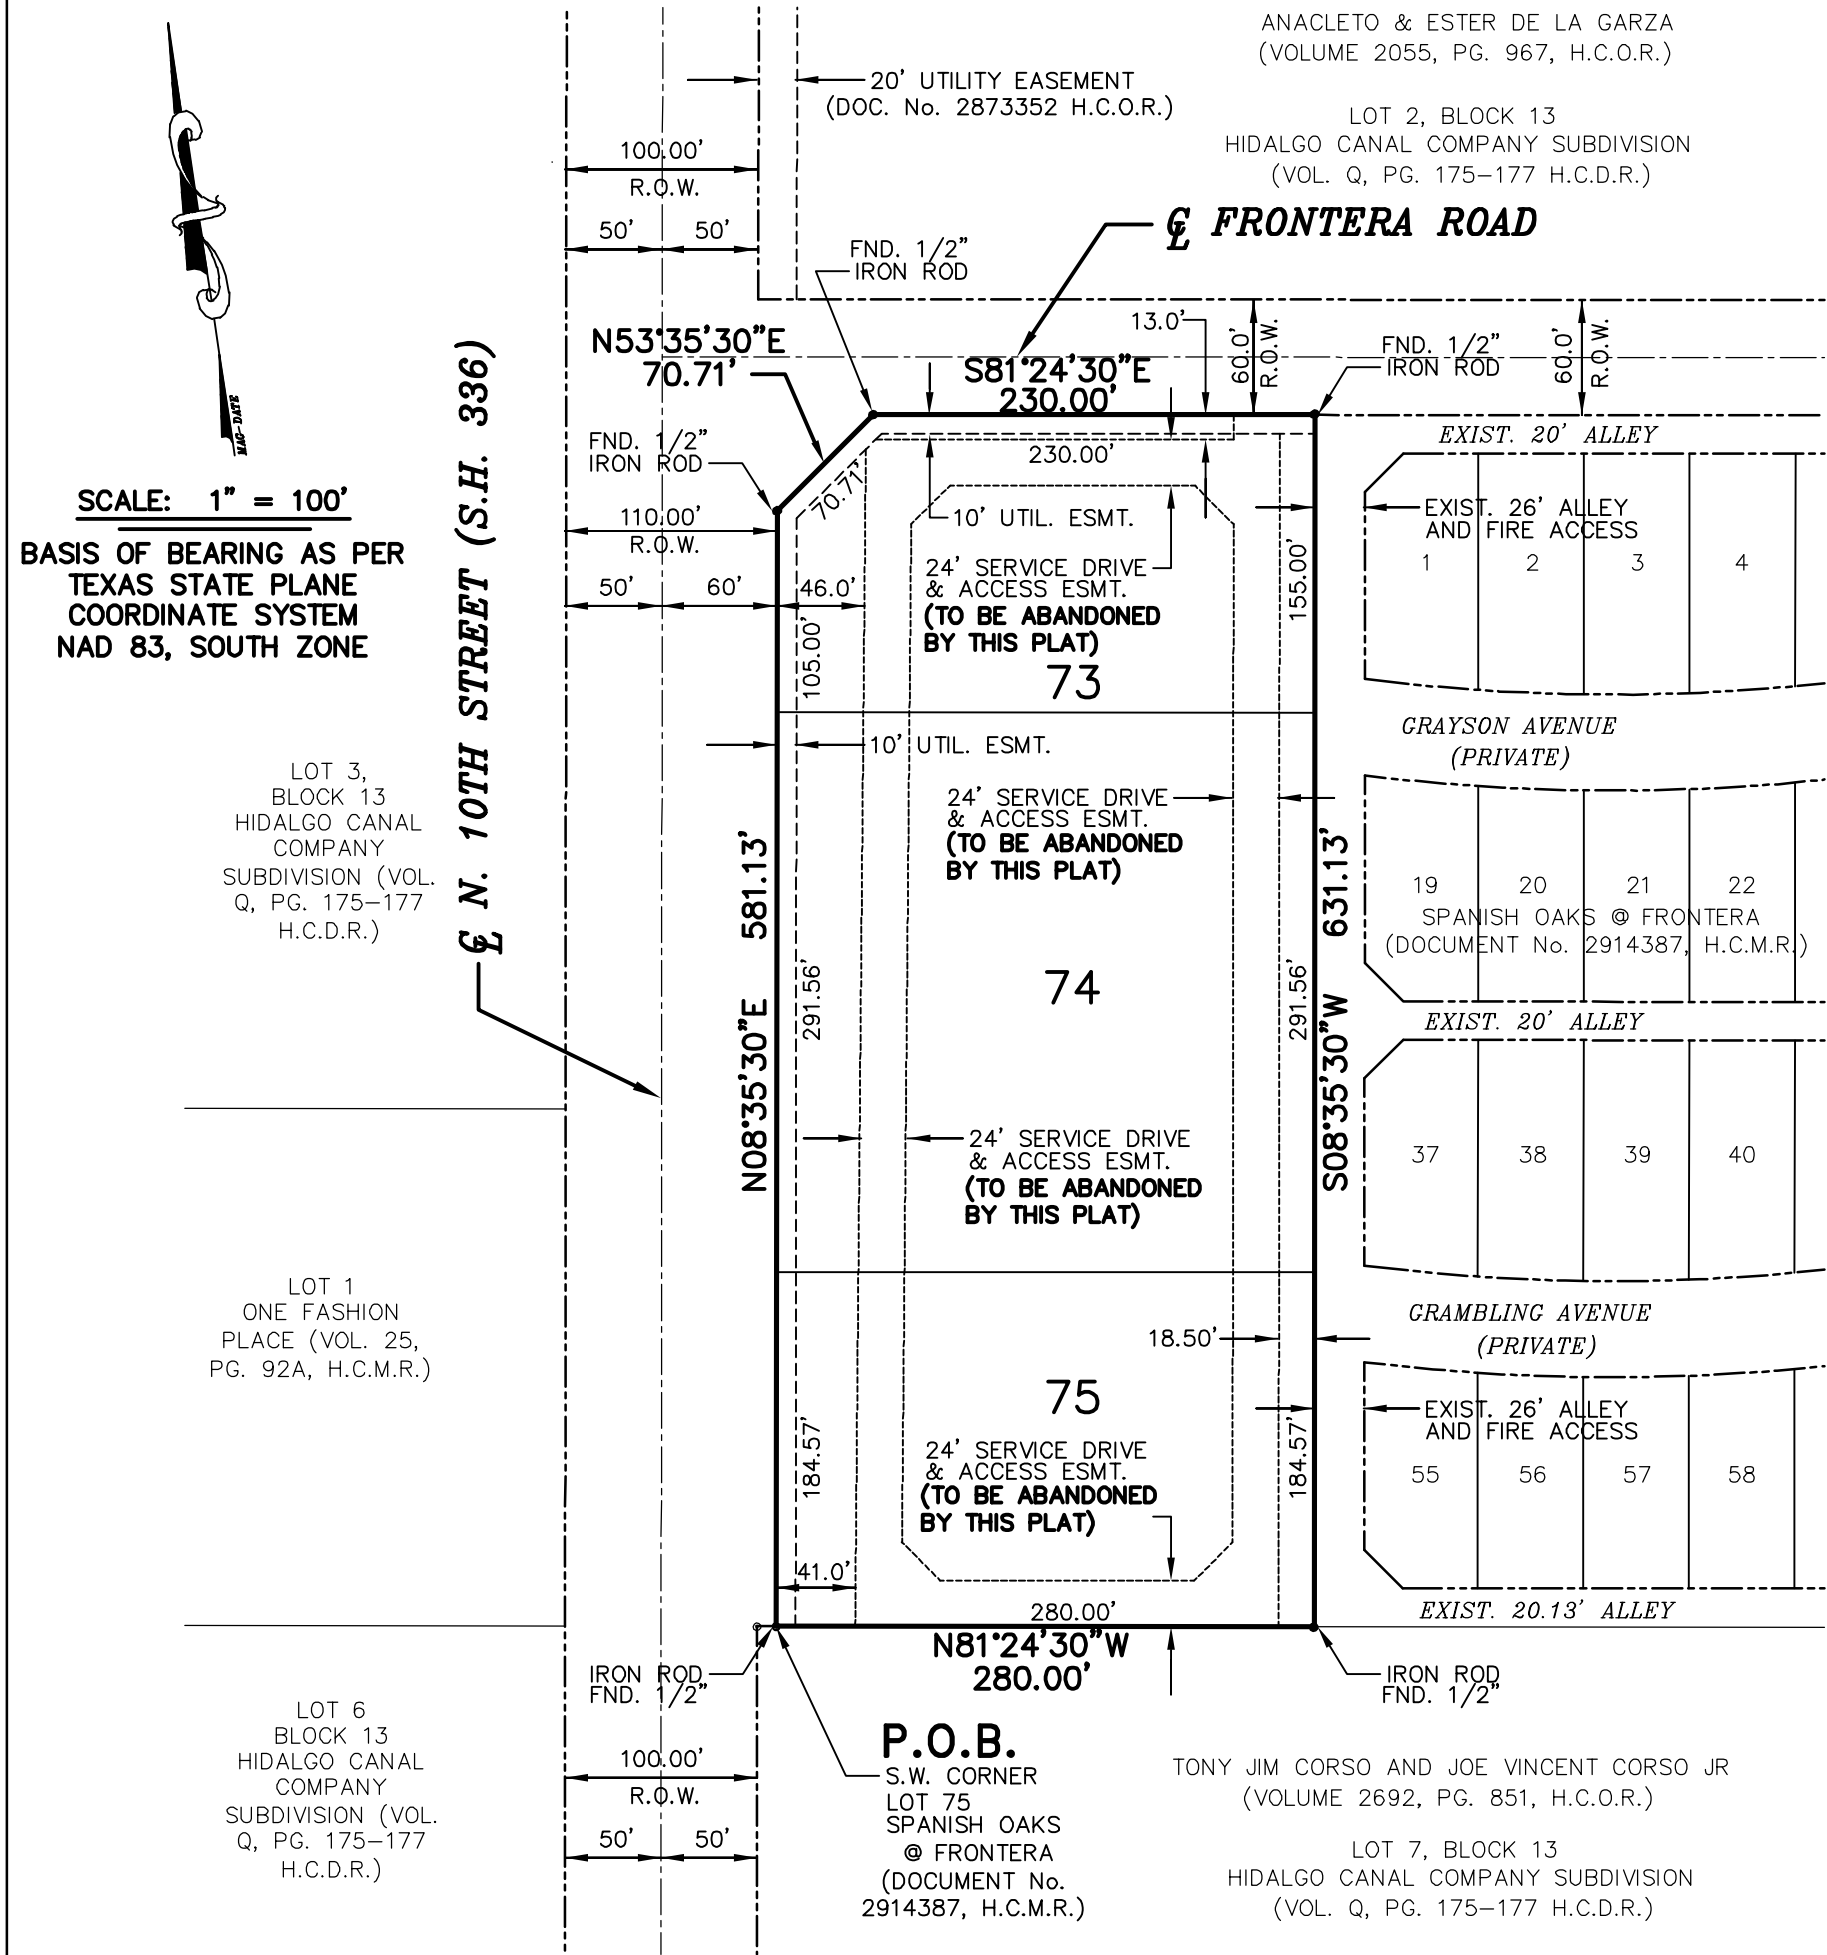 ANACLETO & ESTER DE LA GARZA
(VOLUME 2055, PG. 967, H.C.O.R.)
20' UTILITY EASEMENT
(DOC. No. 2873352 H.C.O.R.)
LOT 2, BLOCK 13
HIDALGO CANAL COMPANY SUBDIVISION
(VOL. Q, PG. 175-177 H.C.D.R.)
100.00'
R.O.W.
50'
50'
℄ FRONTERA ROAD
FND. 1/2"
IRON ROD
MAG-DATE
SCALE: 1" = 100'
BASIS OF BEARING AS PER
TEXAS STATE PLANE
COORDINATE SYSTEM
NAD 83, SOUTH ZONE
℄ N. 10TH STREET (S.H. 336)
N53°35'30"E
70.71'
S81°24'30"E
230.00'
13.0'
60.0'
R.O.W.
FND. 1/2"
IRON ROD
60.0'
R.O.W.
FND. 1/2"
IRON ROD
230.00'
70.71'
EXIST. 20' ALLEY
110.00'
R.O.W.
50'
60'
46.0'
10' UTIL. ESMT.
24' SERVICE DRIVE
& ACCESS ESMT.
(TO BE ABANDONED
BY THIS PLAT)
73
105.00'
155.00'
EXIST. 26' ALLEY
AND FIRE ACCESS
1
2
3
4
GRAYSON AVENUE
(PRIVATE)
10' UTIL. ESMT.
24' SERVICE DRIVE
& ACCESS ESMT.
(TO BE ABANDONED
BY THIS PLAT)
LOT 3,
BLOCK 13
HIDALGO CANAL
COMPANY
SUBDIVISION (VOL.
Q, PG. 175-177
H.C.D.R.)
N08°35'30"E 581.13'
291.56'
74
291.56'
S08°35'30"W 631.13'
19
20
21
22
SPANISH OAKS @ FRONTERA
(DOCUMENT No. 2914387, H.C.M.R.)
EXIST. 20' ALLEY
24' SERVICE DRIVE
& ACCESS ESMT.
(TO BE ABANDONED
BY THIS PLAT)
37
38
39
40
LOT 1
ONE FASHION
PLACE (VOL. 25,
PG. 92A, H.C.M.R.)
GRAMBLING AVENUE
(PRIVATE)
18.50'
75
184.57'
184.57'
24' SERVICE DRIVE
& ACCESS ESMT.
(TO BE ABANDONED
BY THIS PLAT)
EXIST. 26' ALLEY
AND FIRE ACCESS
55
56
57
58
41.0'
280.00'
EXIST. 20.13' ALLEY
N81°24'30"W
280.00'
IRON ROD
FND. 1/2"
IRON ROD
FND. 1/2"
LOT 6
BLOCK 13
HIDALGO CANAL
COMPANY
SUBDIVISION (VOL.
Q, PG. 175-177
H.C.D.R.)
100.00'
R.O.W.
50'
50'
P.O.B.
S.W. CORNER
LOT 75
SPANISH OAKS
@ FRONTERA
(DOCUMENT No.
2914387, H.C.M.R.)
TONY JIM CORSO AND JOE VINCENT CORSO JR
(VOLUME 2692, PG. 851, H.C.O.R.)
LOT 7, BLOCK 13
HIDALGO CANAL COMPANY SUBDIVISION
(VOL. Q, PG. 175-177 H.C.D.R.)